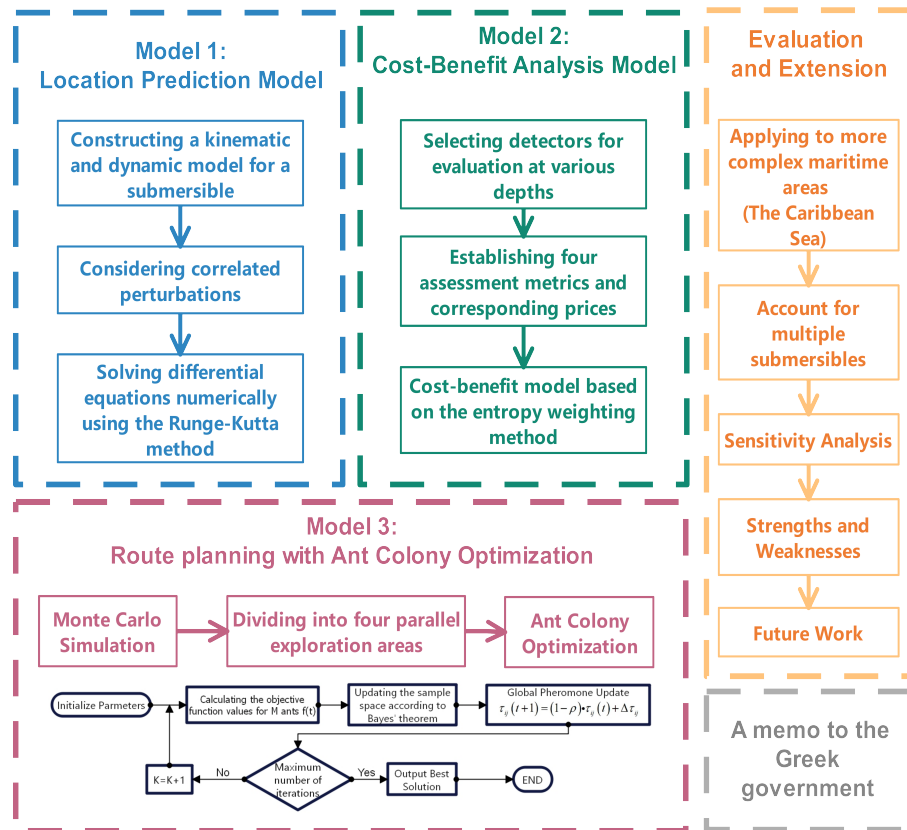 Model 1:
Location Prediction Model
Constructing a kinematic
and dynamic model for a
submersible
Considering correlated
perturbations
Solving differential
equations numerically
using the Runge-Kutta
method
Model 2:
Cost-Benefit Analysis Model
Selecting detectors for
evaluation at various
depths
Establishing four
assessment metrics and
corresponding prices
Cost-benefit model based
on the entropy weighting
method
Evaluation
and Extension
Applying to more
complex maritime
areas
(The Caribbean
Sea)
Account for
multiple
submersibles
Sensitivity Analysis
Strengths and
Weaknesses
Future Work
Model 3:
Route planning with Ant Colony Optimization
Monte Carlo
Simulation
Dividing into four parallel
exploration areas
Ant Colony
Optimization
Initialize Parmeters
Calculating the objective
function values for M ants f(t)
Updating the sample
space according to
Bayes' theorem
Global Pheromone Update
τij(t+1)=(1−ρ)•τij(t)+Δτij
K=K+1
No
Maximum
number of
iterations
Yes
Output Best
Solution
END
A memo to the
Greek
government